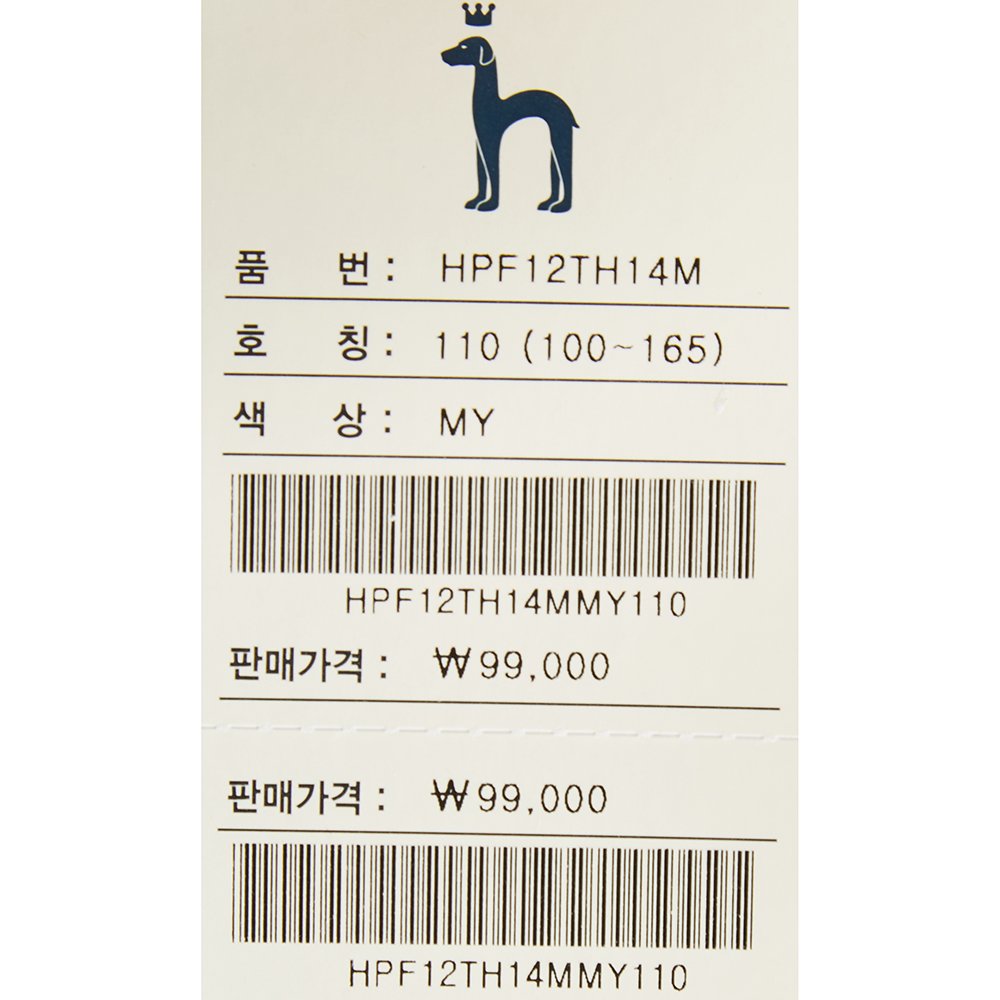 품 번 : HPF12TH14M
호 칭 : 110 (100~165)
색 상 : MY
HPF12TH14MMY110
판매가격 : ₩99,000
판매가격 : ₩99,000
HPF12TH14MMY110